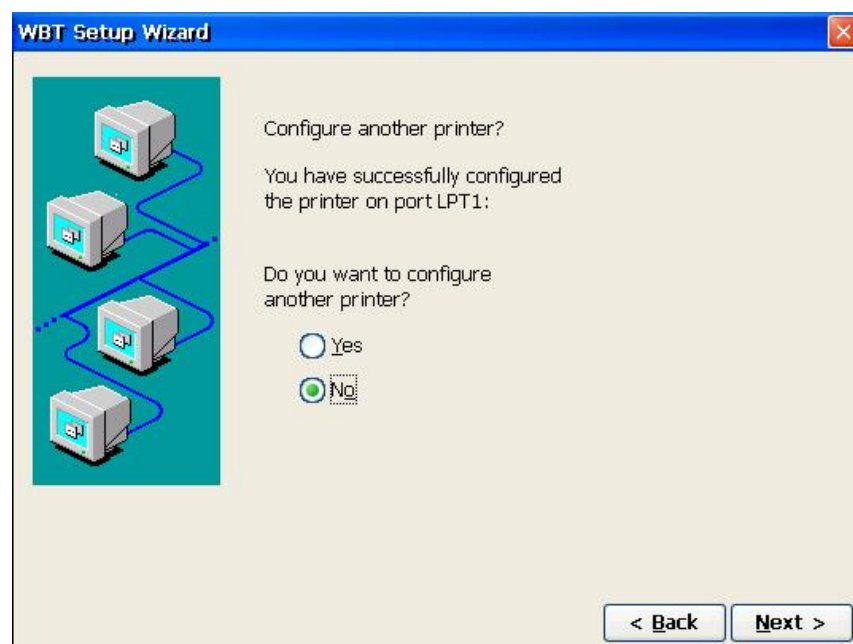 WBT Setup Wizard
Configure another printer?
You have successfully configured
the printer on port LPT1:
Do you want to configure
another printer?
Yes
No
< Back
Next >